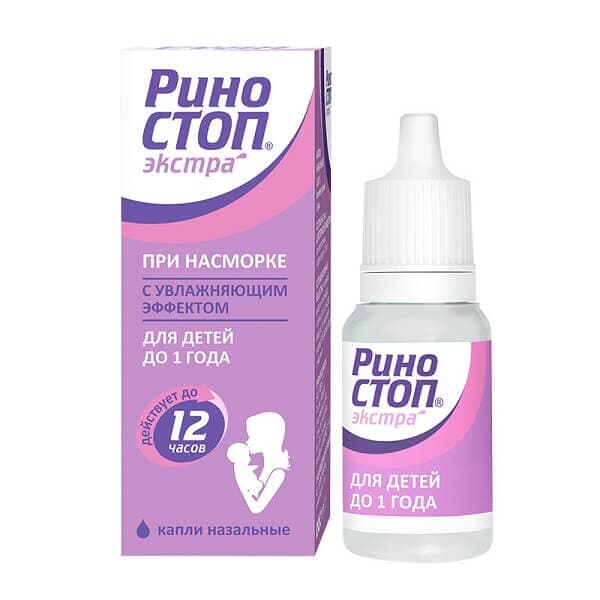 Рино
СТОП®
экстра
ПРИ НАСМОРКЕ
С УВЛАЖНЯЮЩИМ
ЭФФЕКТОМ
ДЛЯ ДЕТЕЙ
ДО 1 ГОДА
действует до
12
часов
капли назальные
Рино
СТОП®
экстра
ДЛЯ ДЕТЕЙ
ДО 1 ГОДА